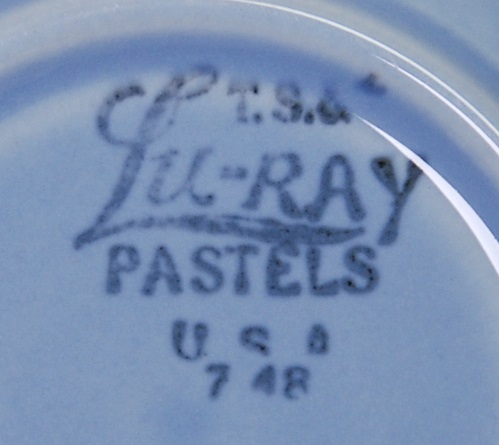 T.S.&T.
Lu-RAY
PASTELS
U S A
7 48